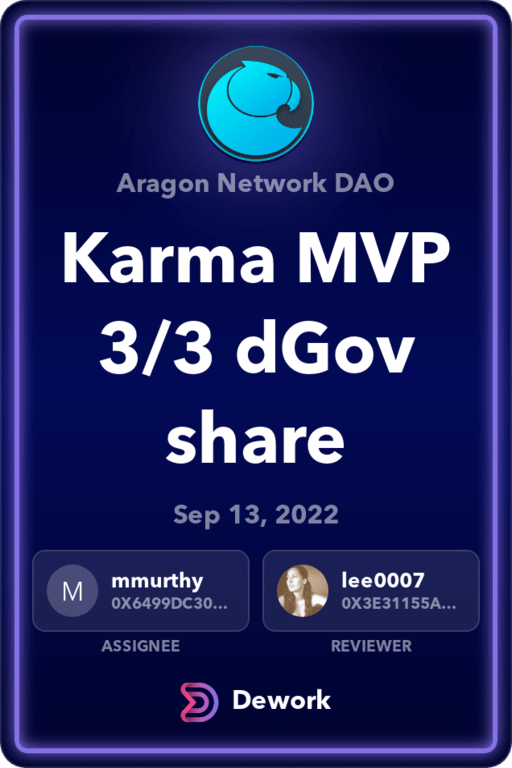 Aragon Network DAO
Karma MVP
3/3 dGov
share
Sep 13, 2022
M
mmurthy
0X6499DC30...
lee0007
0X3E31155A...
ASSIGNEE
REVIEWER
Dework